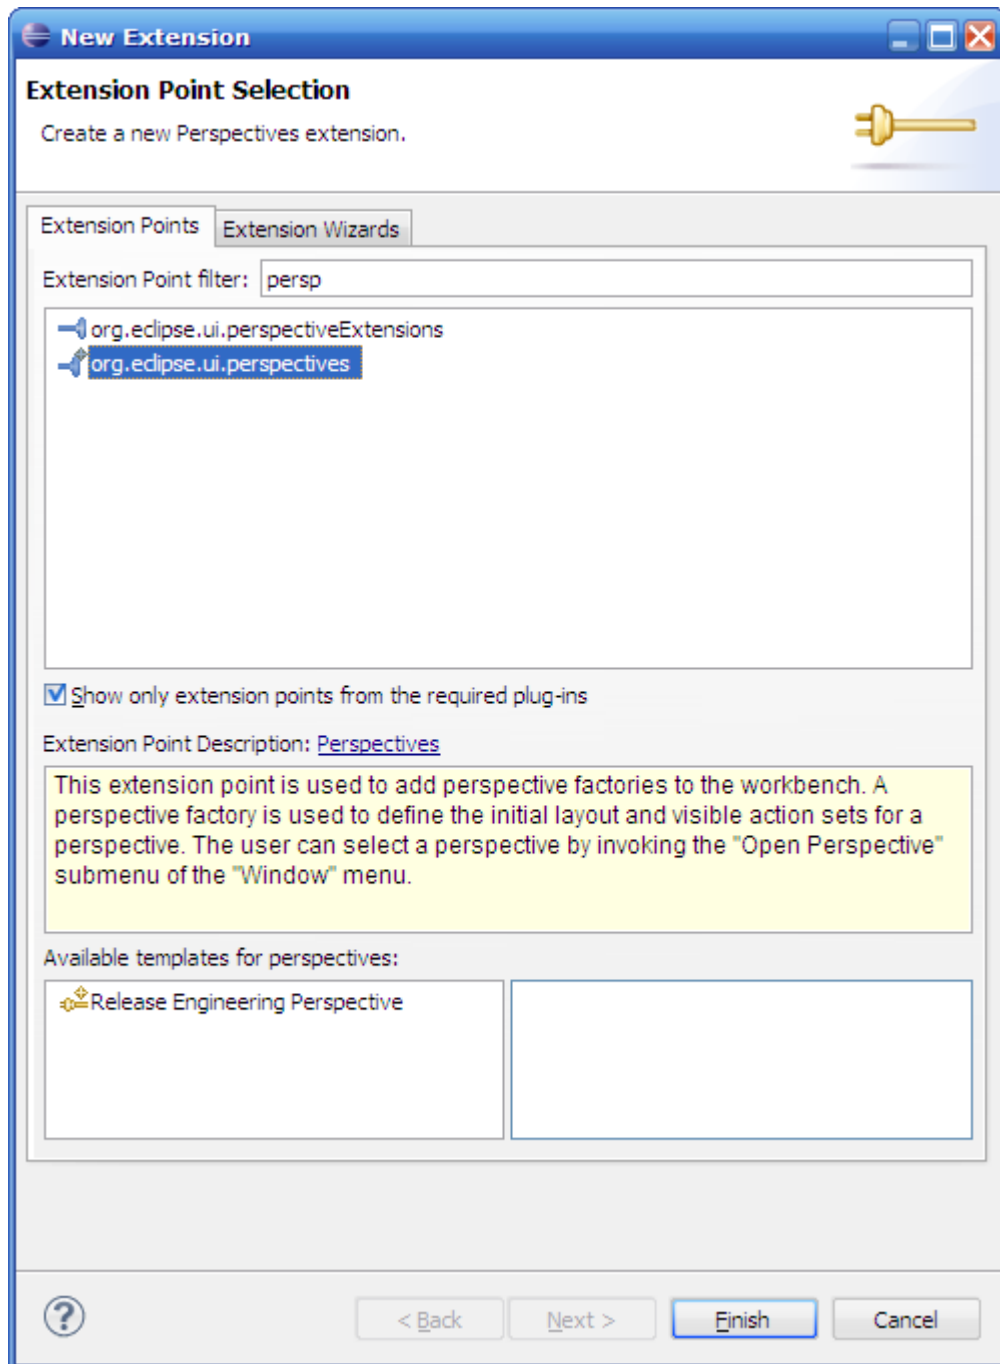 New Extension
Extension Point Selection
Create a new Perspectives extension.
Extension Points
Extension Wizards
Extension Point filter: persp
org.eclipse.ui.perspectiveExtensions
org.eclipse.ui.perspectives
Show only extension points from the required plug-ins
Extension Point Description: Perspectives
This extension point is used to add perspective factories to the workbench. A
perspective factory is used to define the initial layout and visible action sets for a
perspective. The user can select a perspective by invoking the "Open Perspective"
submenu of the "Window" menu.
Available templates for perspectives:
Release Engineering Perspective
?
< Back
Next >
Finish
Cancel